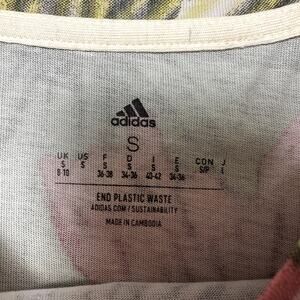 adidas
S
UK US F D I E CON J
S S S S S S S/P L
8-10 36-38 34-36 40-42 34-36
END PLASTIC WASTE
ADIDAS.COM / SUSTAINABILITY
MADE IN CAMBODIA